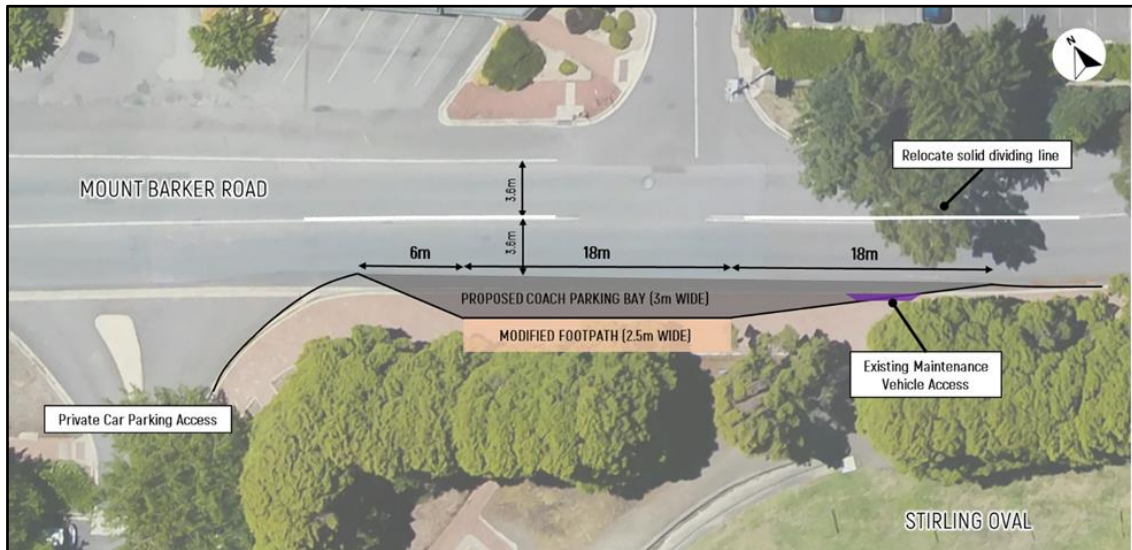 N
Relocate solid dividing line
MOUNT BARKER ROAD
3.6m
3.6m
6m
18m
18m
PROPOSED COACH PARKING BAY (3m WIDE)
MODIFIED FOOTPATH (2.5m WIDE)
Existing Maintenance
Vehicle Access
Private Car Parking Access
STIRLING OVAL